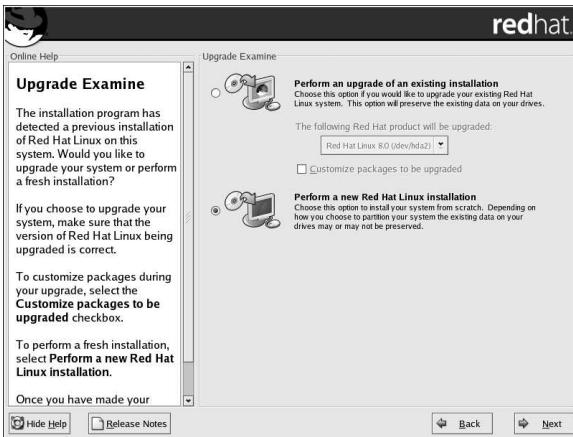 redhat.
Online Help
Upgrade Examine
The installation program has
detected a previous installation
of Red Hat Linux on this
system. Would you like to
upgrade your system or perform
a fresh installation?
If you choose to upgrade your
system, make sure that the
version of Red Hat Linux being
upgraded is correct.
To customize packages during
your upgrade, select the
Customize packages to be
upgraded checkbox.
To perform a fresh installation,
select Perform a new Red Hat
Linux installation.
Once you have made your
Upgrade Examine
Perform an upgrade of an existing installation
Choose this option if you would like to upgrade your existing Red Hat
Linux system. This option will preserve the existing data on your drives.
The following Red Hat product will be upgraded:
Red Hat Linux 8.0 (/dev/hda2)
Customize packages to be upgraded
Perform a new Red Hat Linux installation
Choose this option to install your system from scratch. Depending on
how you choose to partition your system the existing data on your
drives may or may not be preserved.
Hide Help
Release Notes
Back
Next